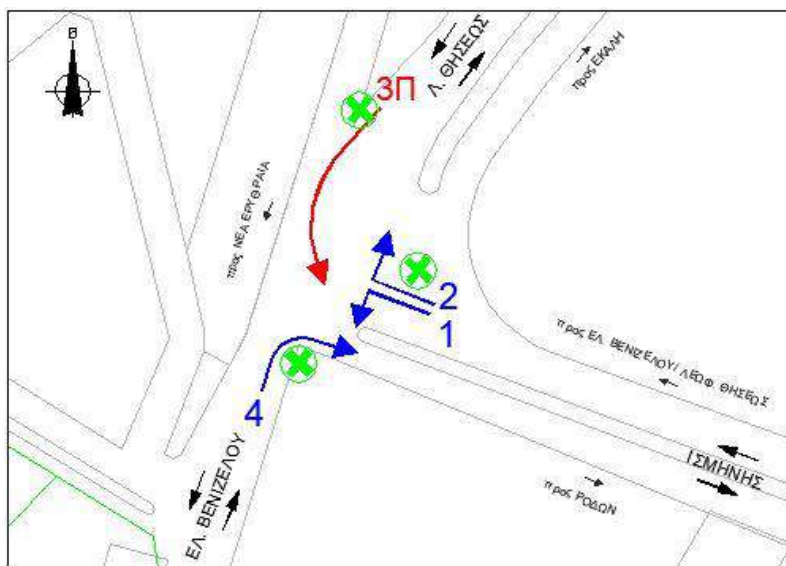 Β
3Π
Λ. ΘΗΣΕΩΣ
προς ΕΚΑΛΗ
προς ΝΕΑ ΕΡΥΘΡΑΙΑ
2
1
4
προς ΕΛ. ΒΕΝΙΖΕΛΟΥ/ ΛΕΩΦ ΘΗΣΕΩΣ
ΙΣΜΗΝΗΣ
προς ΡΟΔΩΝ
ΕΛ. ΒΕΝΙΖΕΛΟΥ